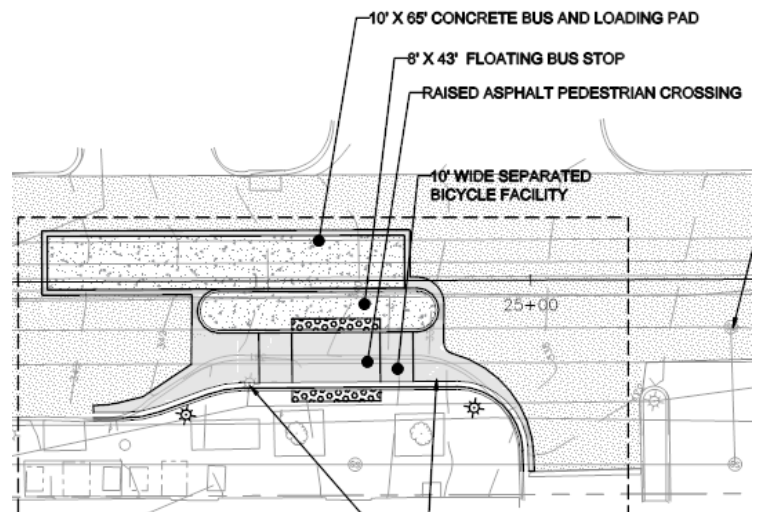 10' X 65' CONCRETE BUS AND LOADING PAD
8' X 43' FLOATING BUS STOP
RAISED ASPHALT PEDESTRIAN CROSSING
10' WIDE SEPARATED
BICYCLE FACILITY
25+00